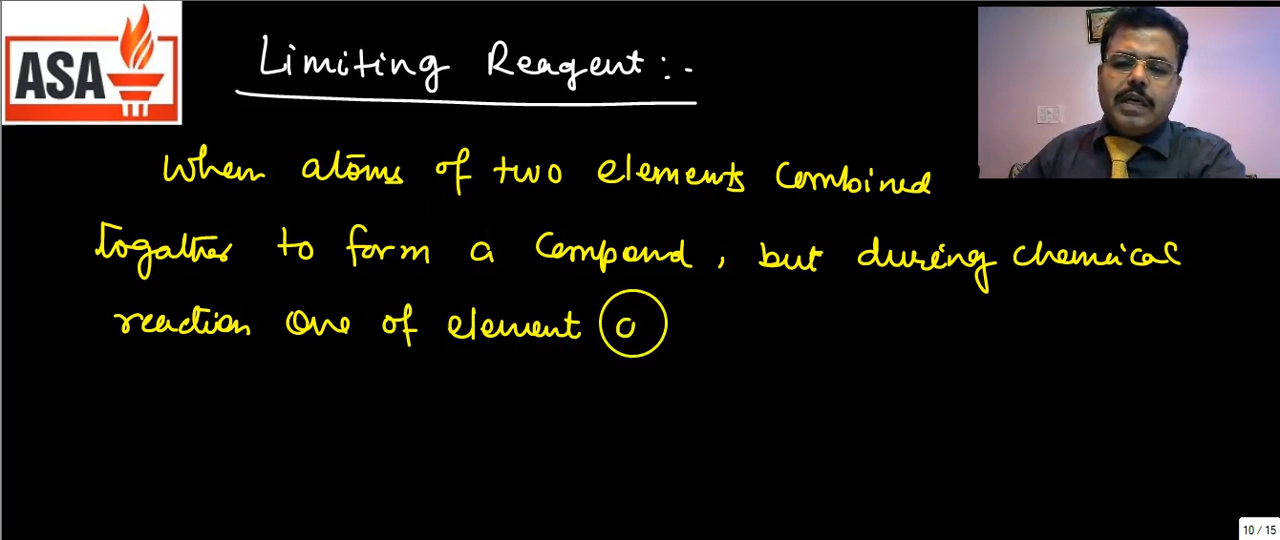 ASA
Limiting Reagent :-
When atoms of two elements combined
together to form a compound, but during chemical
reaction one of element o
10 / 15